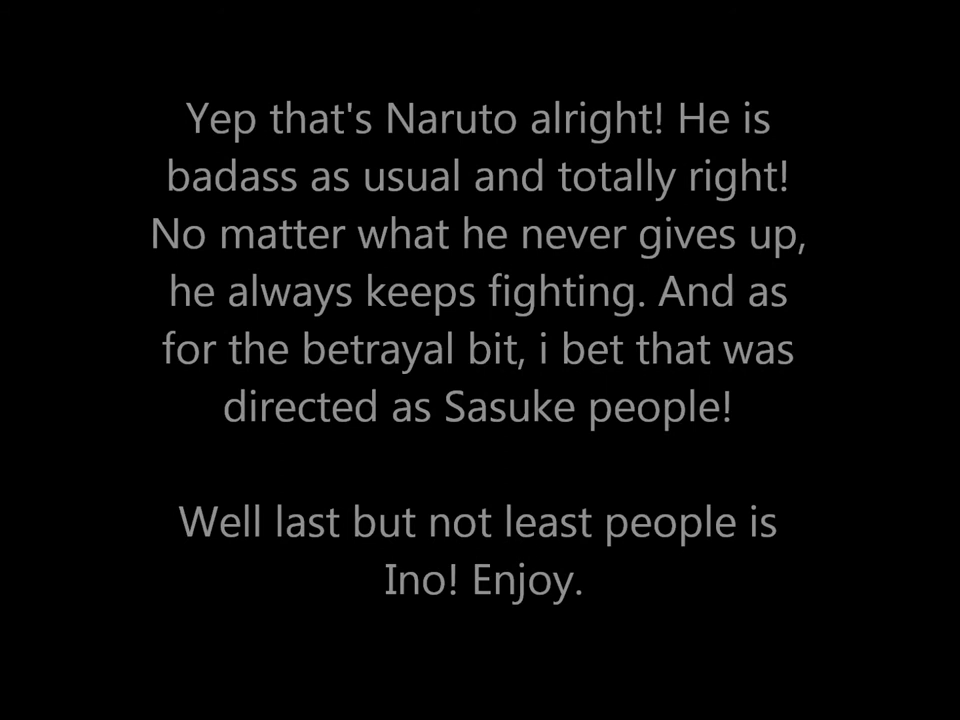 Yep that's Naruto alright! He is
badass as usual and totally right!
No matter what he never gives up,
he always keeps fighting. And as
for the betrayal bit, i bet that was
directed as Sasuke people!
Well last but not least people is
Ino! Enjoy.